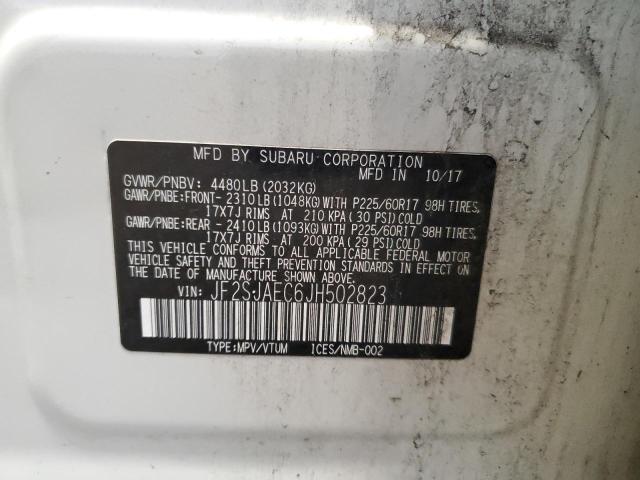 MFD BY SUBARU CORPORATION
MFD IN 10/17
GVWR/PNBV: 4480LB(2032KG)
GAWR/PNBE:FRONT- 2310LB(1048KG)WITH P225/60R17 98H TIRES,
17X7J RIMS AT 210 KPA(30 PSI)COLD
GAWR/PNBE:REAR - 2410LB(1093KG)WITH P225/60R17 98H TIRES,
17X7J RIMS AT 200 KPA(29 PSI)COLD
THIS VEHICLE CONFORMS TO ALL APPLICABLE FEDERAL MOTOR
VEHICLE SAFETY AND BUMPER STANDARDS IN EFFECT ON
THE DATE OF MANUFACTURE SHOWN ABOVE.
VIN: JF2SJAEC6JH502823
TYPE:MPV/VTUM ICES/NMB-002